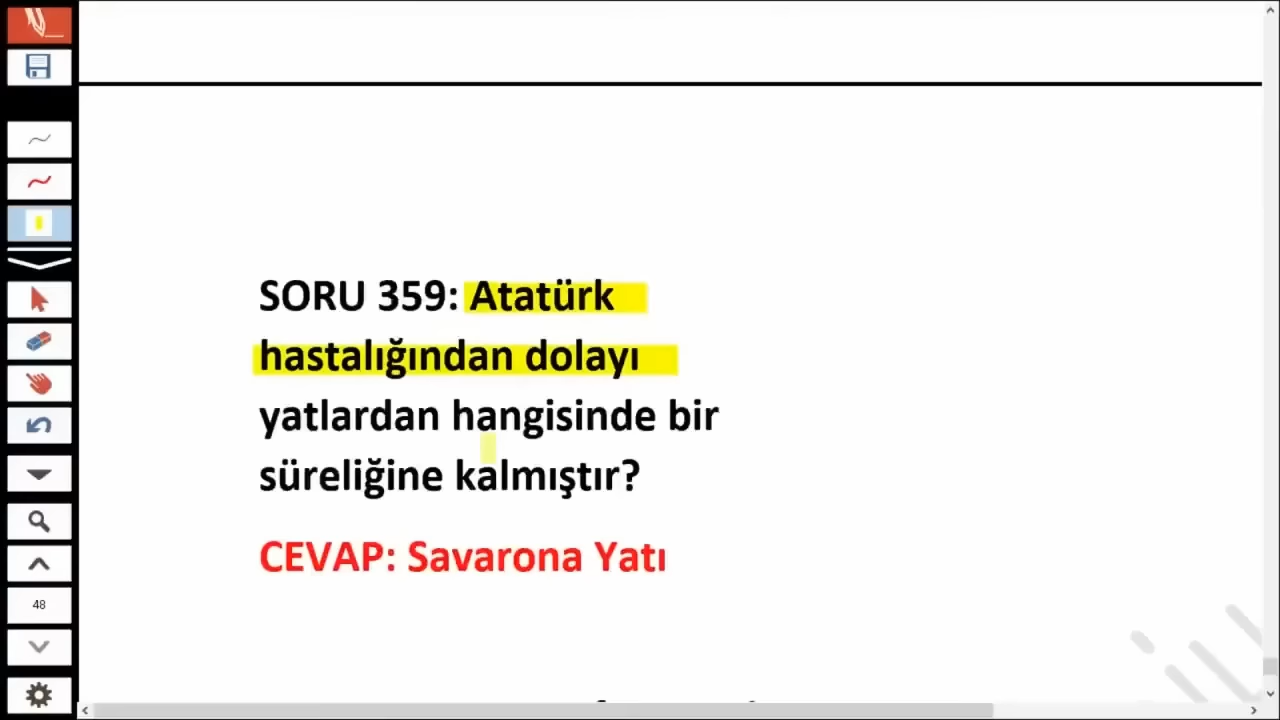 SORU 359: Atatürk
hastalığından dolayı
yatlardan hangisinde bir
süreliğine kalmıştır?
CEVAP: Savarona Yatı
48